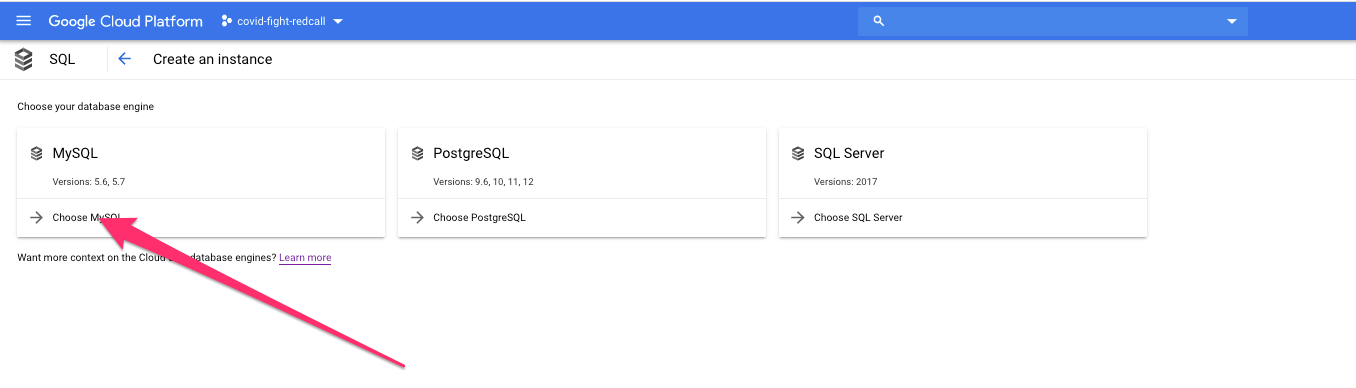 Google Cloud Platform covid-fight-redcall
SQL Create an instance
Choose your database engine
MySQL
Versions: 5.6, 5.7
Choose MySQL
PostgreSQL
Versions: 9.6, 10, 11, 12
Choose PostgreSQL
SQL Server
Versions: 2017
Choose SQL Server
Want more context on the Cloud database engines? Learn more